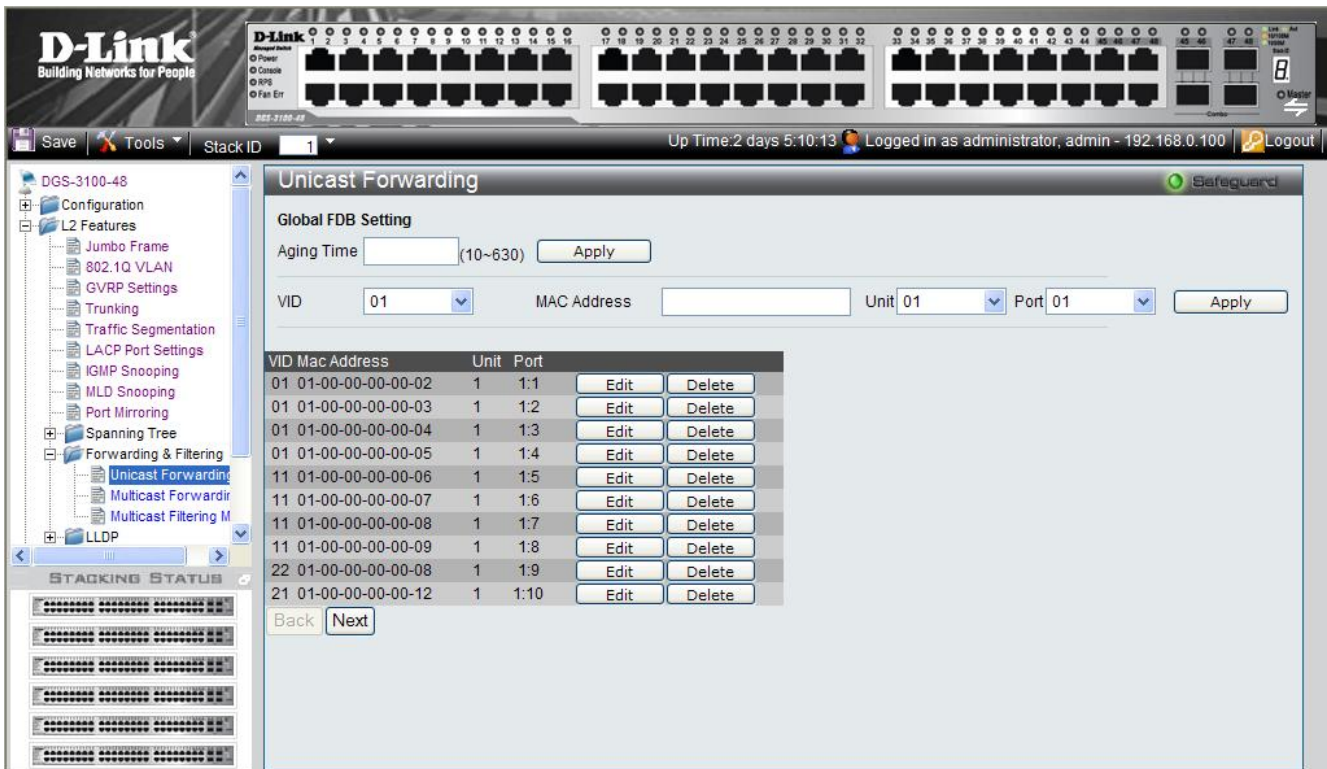 D-Link
Building Networks for People
D-Link
Managed Switch
Power
Console
RPS
Fan Err
DGS-3100-48
1 2 3 4 5 6 7 8 9 10 11 12 13 14 15 16
17 18 19 20 21 22 23 24 25 26 27 28 29 30 31 32
33 34 35 36 37 38 39 40 41 42 43 44 45 46 47 48
45 46 47 48
Combo
Master
Save
Tools
Stack ID
1
Up Time:2 days 5:10:13
Logged in as administrator, admin - 192.168.0.100
Logout
DGS-3100-48
Configuration
L2 Features
Jumbo Frame
802.1Q VLAN
GVRP Settings
Trunking
Traffic Segmentation
LACP Port Settings
IGMP Snooping
MLD Snooping
Port Mirroring
Spanning Tree
Forwarding & Filtering
Unicast Forwarding
Multicast Forwardin
Multicast Filtering M
LLDP
STACKING STATUS
Unicast Forwarding
Safeguard
Global FDB Setting
Aging Time (10~630) Apply
VID 01 MAC Address Unit 01 Port 01 Apply
VID Mac Address Unit Port
01 01-00-00-00-00-02 1 1:1 Edit Delete
01 01-00-00-00-00-03 1 1:2 Edit Delete
01 01-00-00-00-00-04 1 1:3 Edit Delete
01 01-00-00-00-00-05 1 1:4 Edit Delete
11 01-00-00-00-00-06 1 1:5 Edit Delete
11 01-00-00-00-00-07 1 1:6 Edit Delete
11 01-00-00-00-00-08 1 1:7 Edit Delete
11 01-00-00-00-00-09 1 1:8 Edit Delete
22 01-00-00-00-00-08 1 1:9 Edit Delete
21 01-00-00-00-00-12 1 1:10 Edit Delete
Back Next